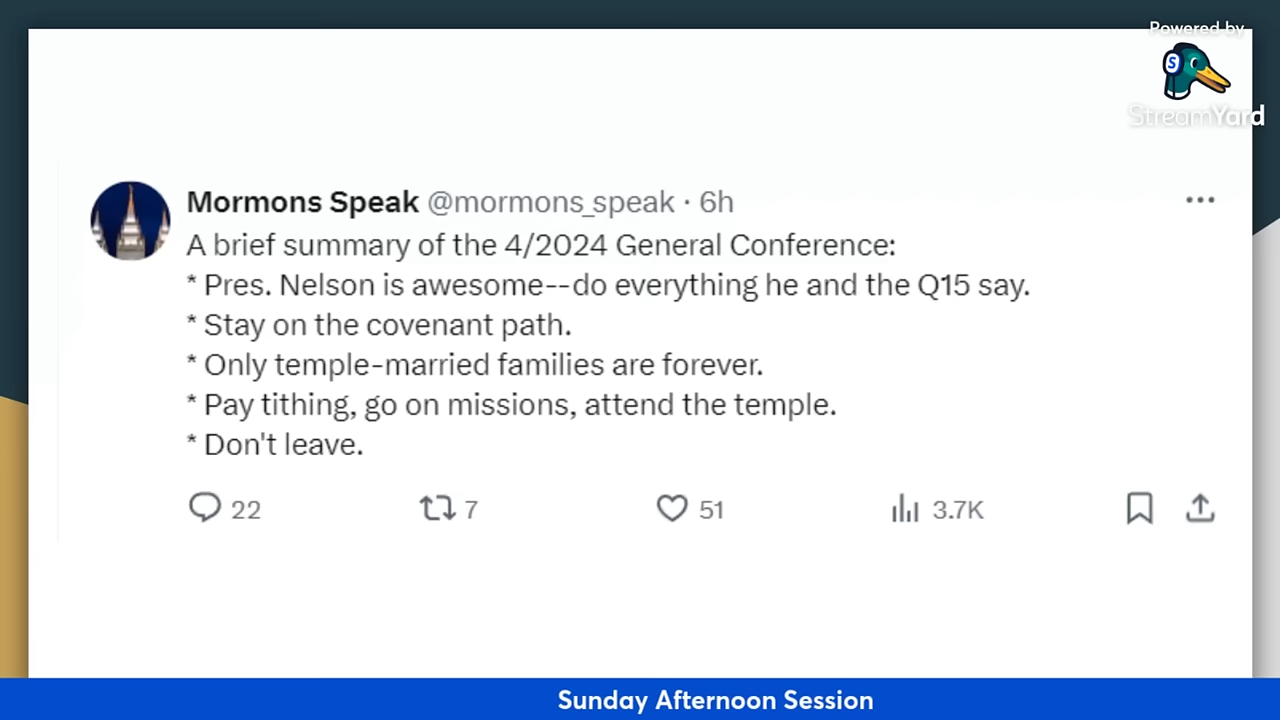 Powered by
StreamYard
Mormons Speak @mormons_speak · 6h
A brief summary of the 4/2024 General Conference:
* Pres. Nelson is awesome--do everything he and the Q15 say.
* Stay on the covenant path.
* Only temple-married families are forever.
* Pay tithing, go on missions, attend the temple.
* Don't leave.
22 7 51 3.7K
Sunday Afternoon Session